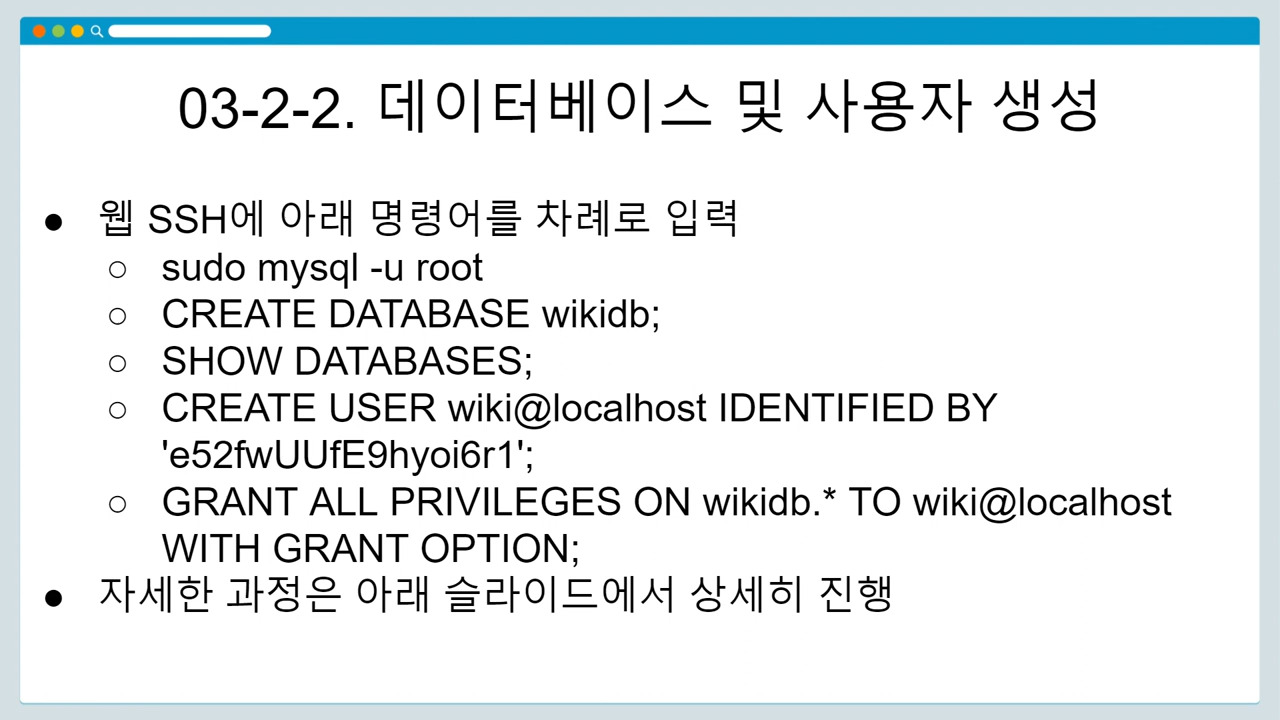 03-2-2. 데이터베이스 및 사용자 생성
● 웹 SSH에 아래 명령어를 차례로 입력
○ sudo mysql -u root
○ CREATE DATABASE wikidb;
○ SHOW DATABASES;
○ CREATE USER wiki@localhost IDENTIFIED BY
'e52fwUUfE9hyoi6r1';
○ GRANT ALL PRIVILEGES ON wikidb.* TO wiki@localhost
WITH GRANT OPTION;
● 자세한 과정은 아래 슬라이드에서 상세히 진행